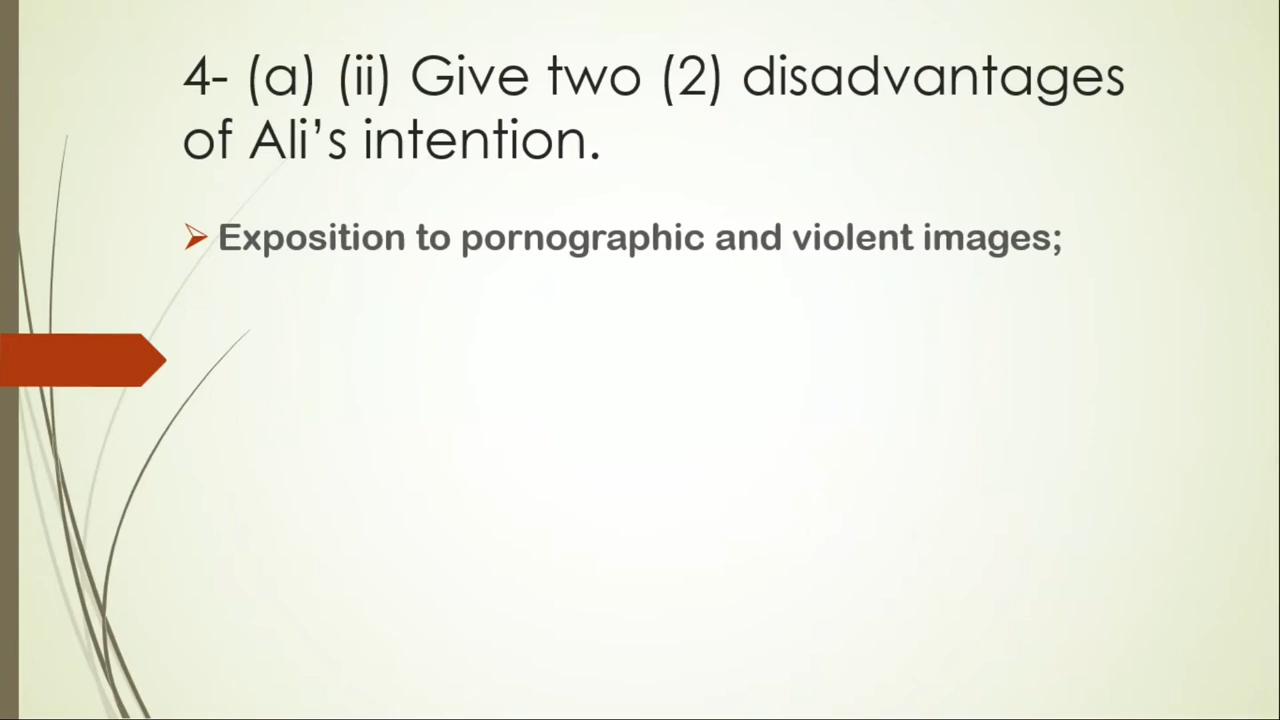 4- (a) (ii) Give two (2) disadvantages
of Ali’s intention.
Exposition to pornographic and violent images;